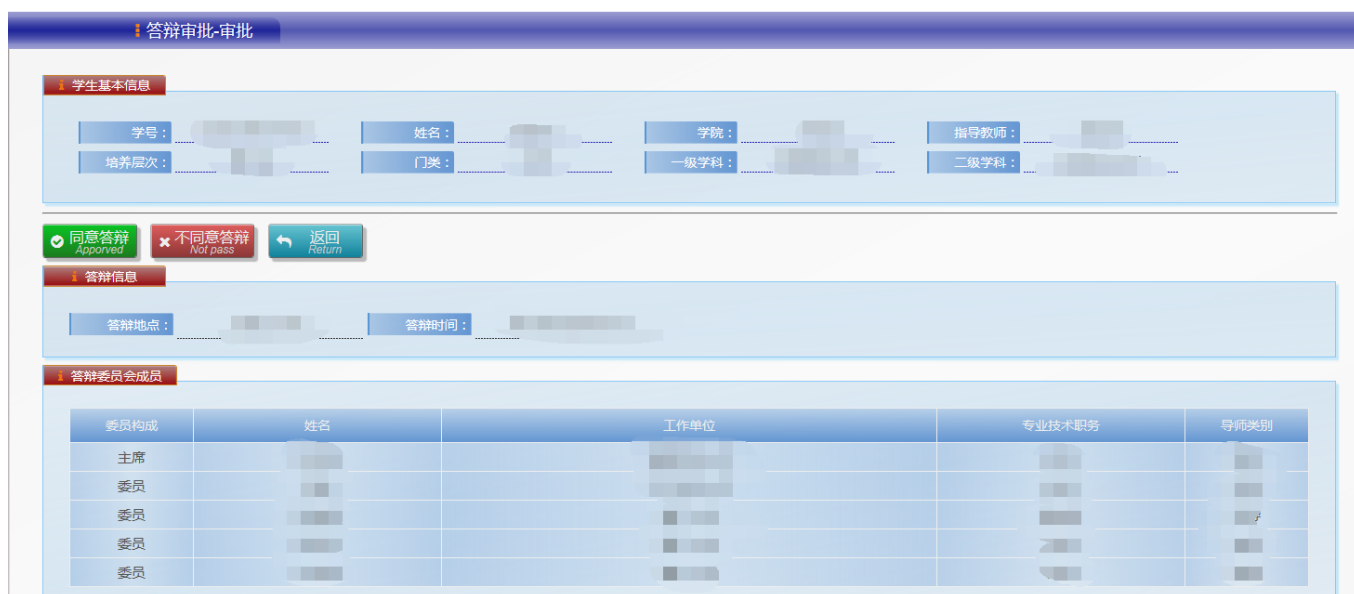 答辩审批-审批
学生基本信息
学号： 姓名： 学院： 指导教师：
培养层次： 门类： 一级学科： 二级学科：
同意答辩 不同意答辩 返回
Apporved Not pass Return
答辩信息
答辩地点： 答辩时间：
答辩委员会成员
委员构成 姓名 工作单位 专业技术职务 导师类别
主席
委员
委员
委员
委员